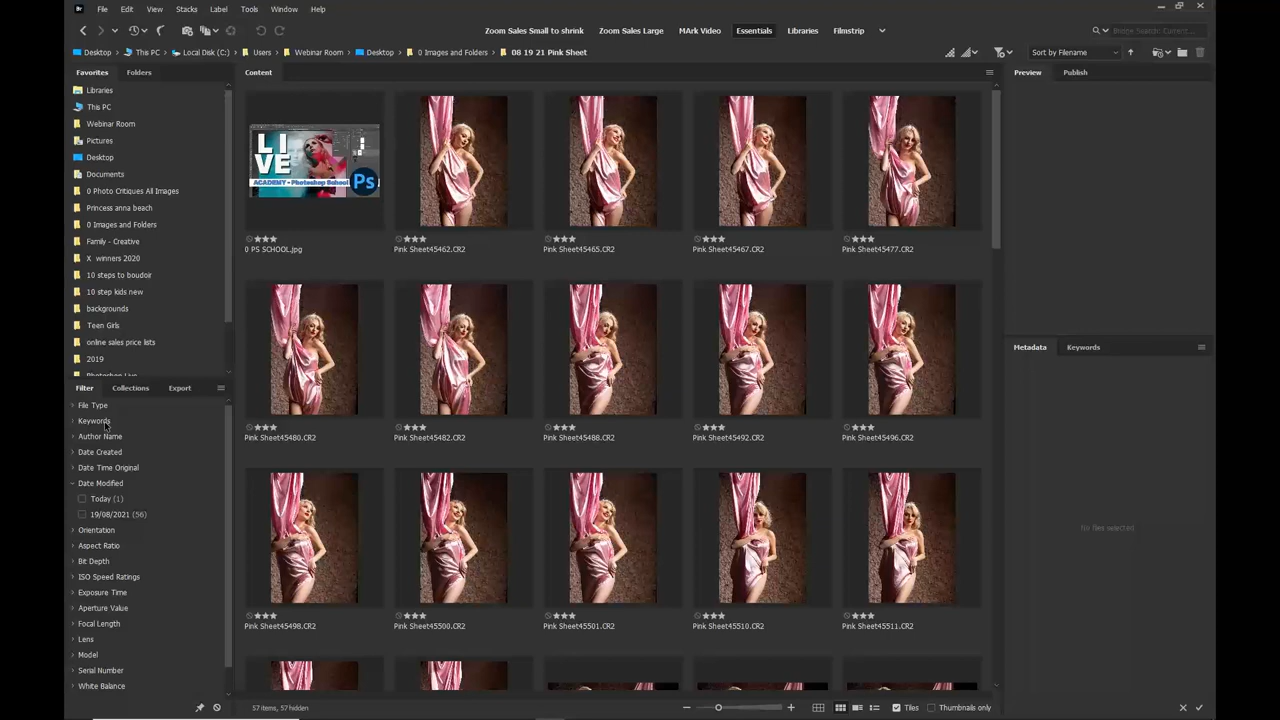 Br File Edit View Stacks Label Tools Window Help
Zoom Sales Small to shrink Zoom Sales Large MArk Video Essentials Libraries Filmstrip
Bridge Search: Current...
Desktop > This PC > Local Disk (C:) > Users > Webinar Room > Desktop > 0 Images and Folders > 08 19 21 Pink Sheet
Sort by Filename
Favorites Folders
Libraries
This PC
Webinar Room
Pictures
Desktop
Documents
0 Photo Critiques All Images
Princess anna beach
0 Images and Folders
Family - Creative
X winners 2020
10 steps to boudoir
10 step kids new
backgrounds
Teen Girls
online sales price lists
2019
Filter Collections Export
File Type
Keywords
Author Name
Date Created
Date Time Original
Date Modified
Today (1)
19/08/2021 (56)
Orientation
Aspect Ratio
Bit Depth
ISO Speed Ratings
Exposure Time
Aperture Value
Focal Length
Lens
Model
Serial Number
White Balance
Content
LI
VE
ACADEMY - Photoshop School
Ps
0 PS SCHOOL.jpg
Pink Sheet45462.CR2
Pink Sheet45465.CR2
Pink Sheet45467.CR2
Pink Sheet45477.CR2
Pink Sheet45480.CR2
Pink Sheet45482.CR2
Pink Sheet45488.CR2
Pink Sheet45492.CR2
Pink Sheet45496.CR2
Pink Sheet45498.CR2
Pink Sheet45500.CR2
Pink Sheet45501.CR2
Pink Sheet45510.CR2
Pink Sheet45511.CR2
57 items, 57 hidden
Tiles Thumbnails only
Preview Publish
Metadata Keywords
No files selected